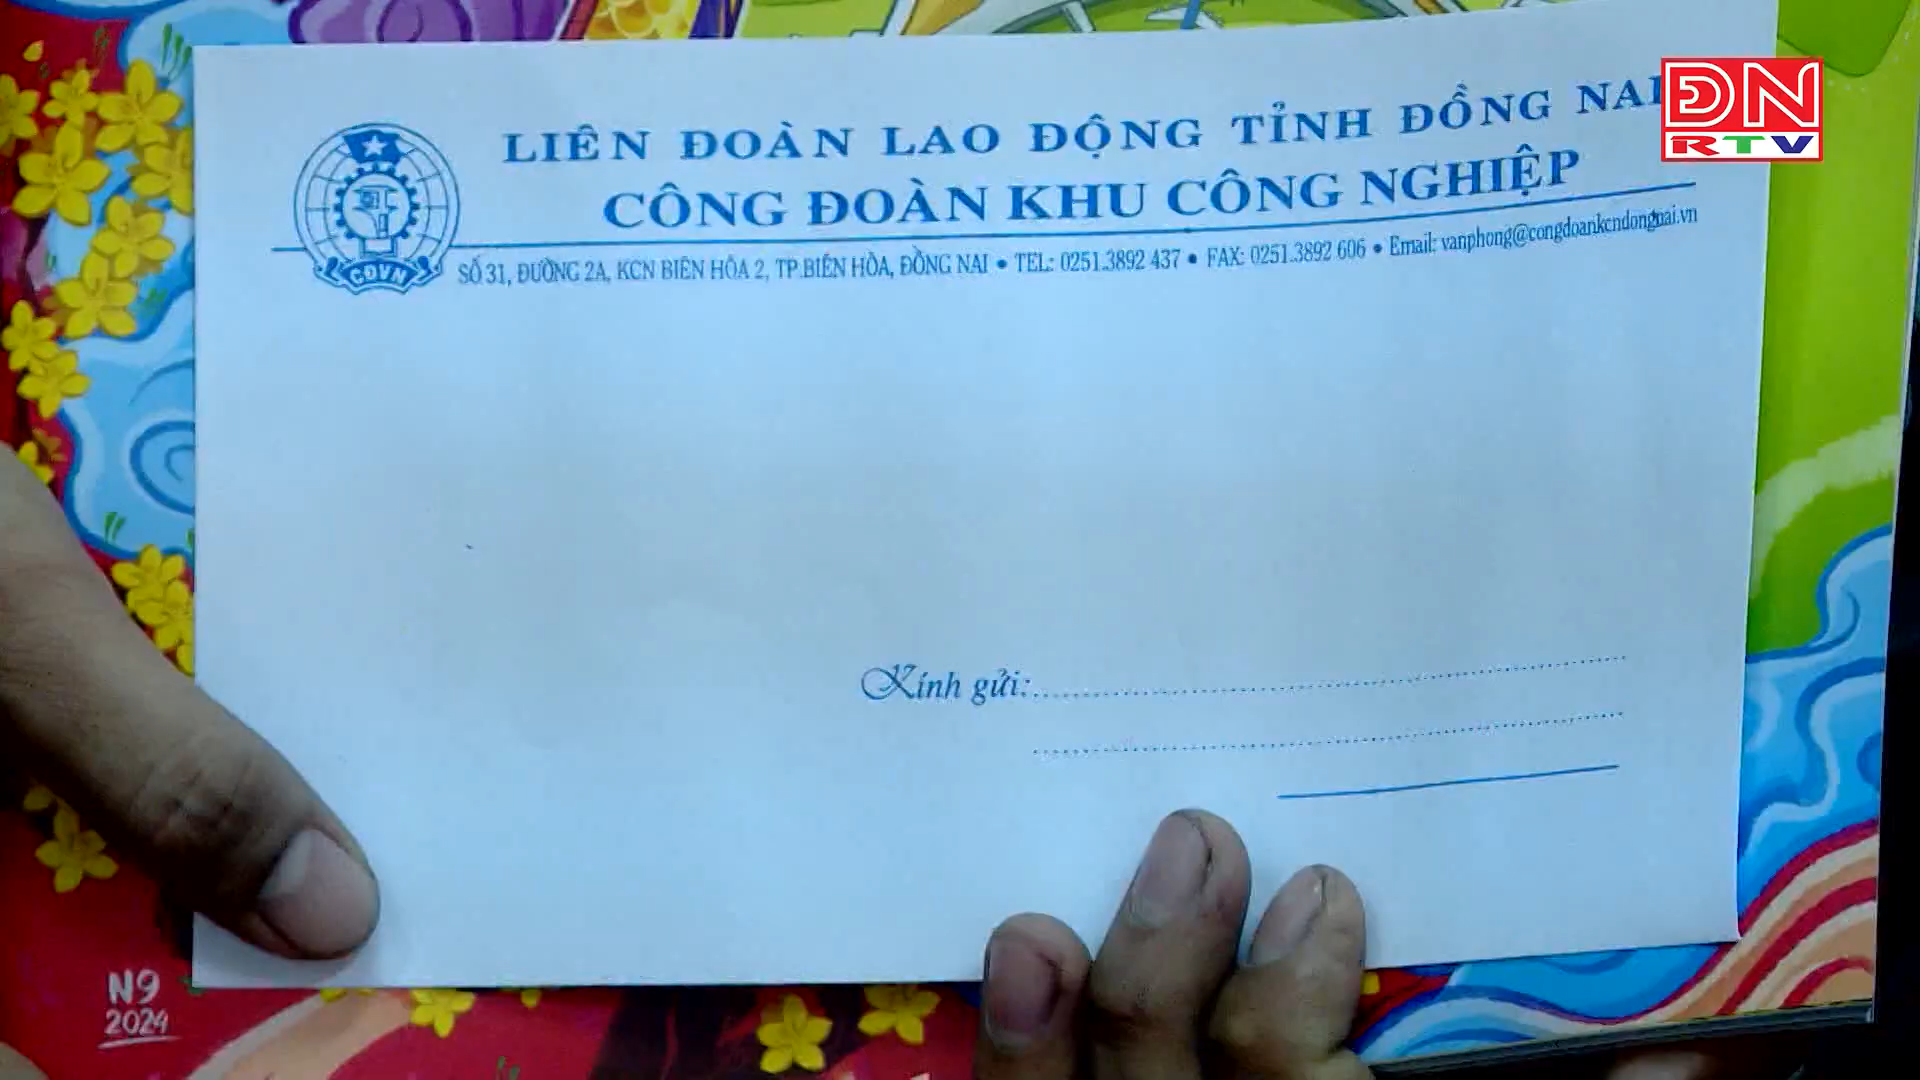 LIÊN ĐOÀN LAO ĐỘNG TỈNH ĐỒNG NAI
CÔNG ĐOÀN KHU CÔNG NGHIỆP
SỐ 31, ĐƯỜNG 2A, KCN BIÊN HÒA 2, TP.BIÊN HÒA, ĐỒNG NAI • TEL: 0251.3892 437 • FAX: 0251.3892 606 • Email: vanphong@congdoankcndongnai.vn
TLĐ
CĐVN
Kính gửi:
N9
2024
ĐN
RTV